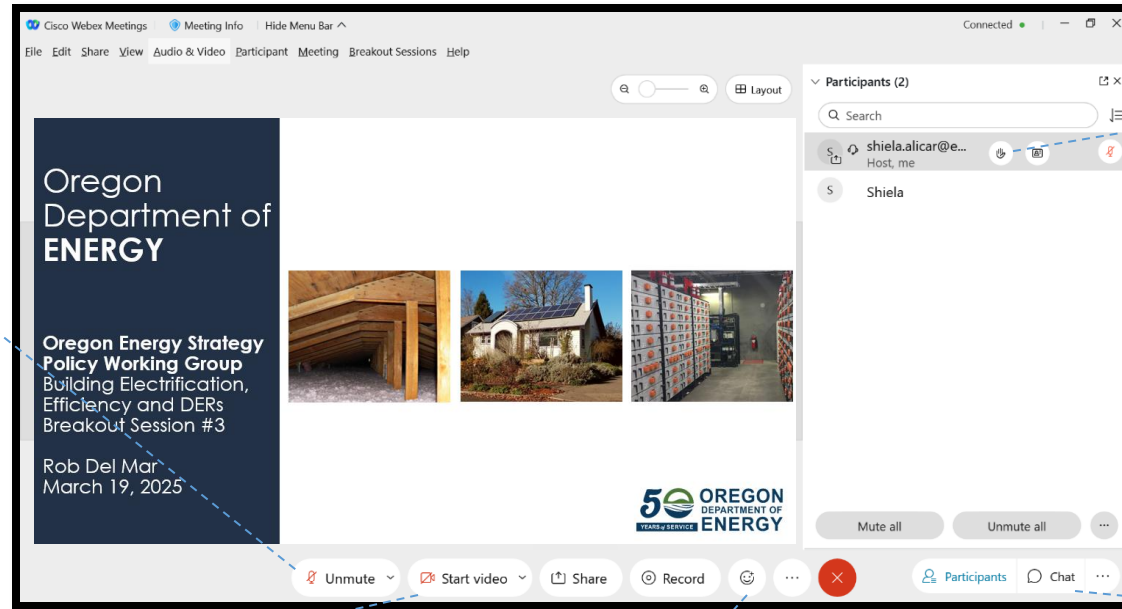 Cisco Webex Meetings Meeting Info Hide Menu Bar Connected
File Edit Share View Audio & Video Participant Meeting Breakout Sessions Help
Layout
Participants (2)
Search
S shiela.alicar@e...
Host, me
S Shiela
Oregon
Department of
ENERGY
Oregon Energy Strategy
Policy Working Group
Building Electrification,
Efficiency and DERs
Breakout Session #3
Rob Del Mar
March 19, 2025
50 YEARS of SERVICE
OREGON
DEPARTMENT OF
ENERGY
Mute all Unmute all ...
Unmute Start video Share Record ... Participants Chat ...